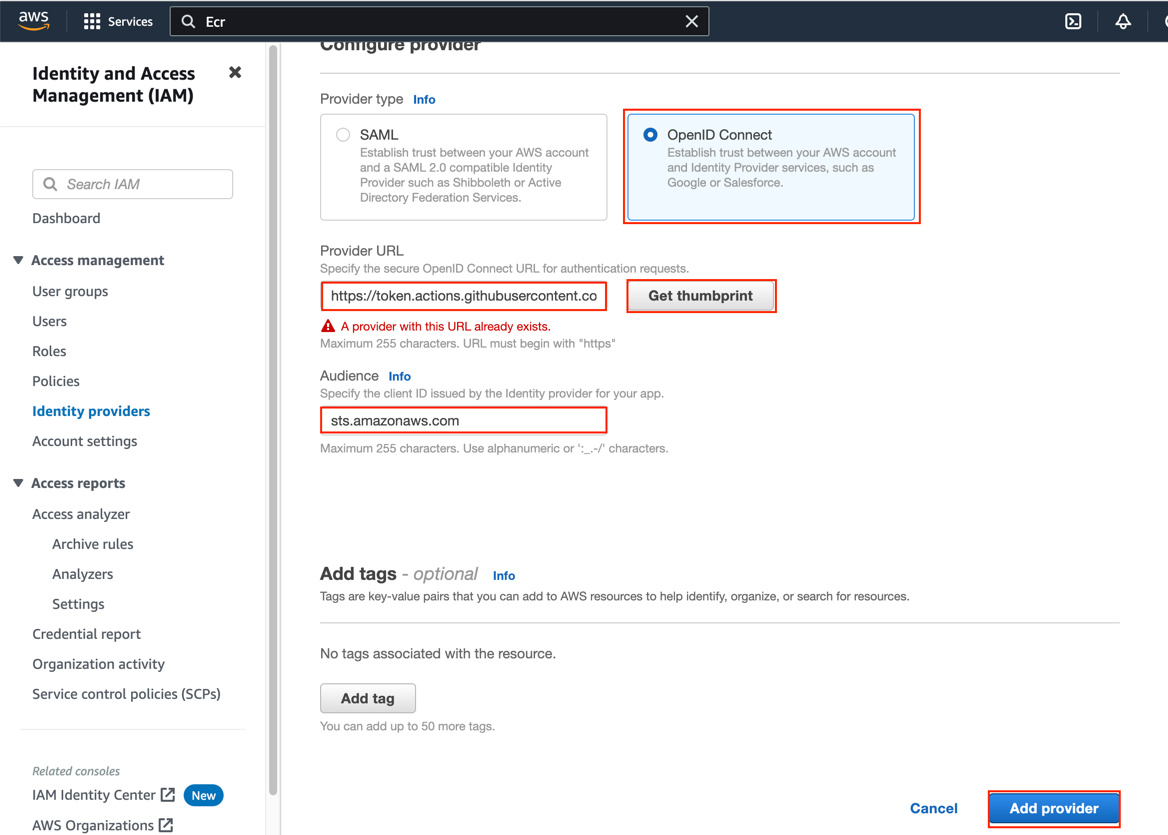 aws
Services
Ecr
Identity and Access
Management (IAM)
Search IAM
Dashboard
Access management
User groups
Users
Roles
Policies
Identity providers
Account settings
Access reports
Access analyzer
Archive rules
Analyzers
Settings
Credential report
Organization activity
Service control policies (SCPs)
Related consoles
IAM Identity Center
New
AWS Organizations
Configure provider
Provider type Info
SAML
Establish trust between your AWS account
and a SAML 2.0 compatible Identity
Provider such as Shibboleth or Active
Directory Federation Services.
OpenID Connect
Establish trust between your AWS account
and Identity Provider services, such as
Google or Salesforce.
Provider URL
Specify the secure OpenID Connect URL for authentication requests.
https://token.actions.githubusercontent.co
Get thumbprint
A provider with this URL already exists.
Maximum 255 characters. URL must begin with "https"
Audience Info
Specify the client ID issued by the Identity provider for your app.
sts.amazonaws.com
Maximum 255 characters. Use alphanumeric or ':_.-/' characters.
Add tags - optional Info
Tags are key-value pairs that you can add to AWS resources to help identify, organize, or search for resources.
No tags associated with the resource.
Add tag
You can add up to 50 more tags.
Cancel
Add provider